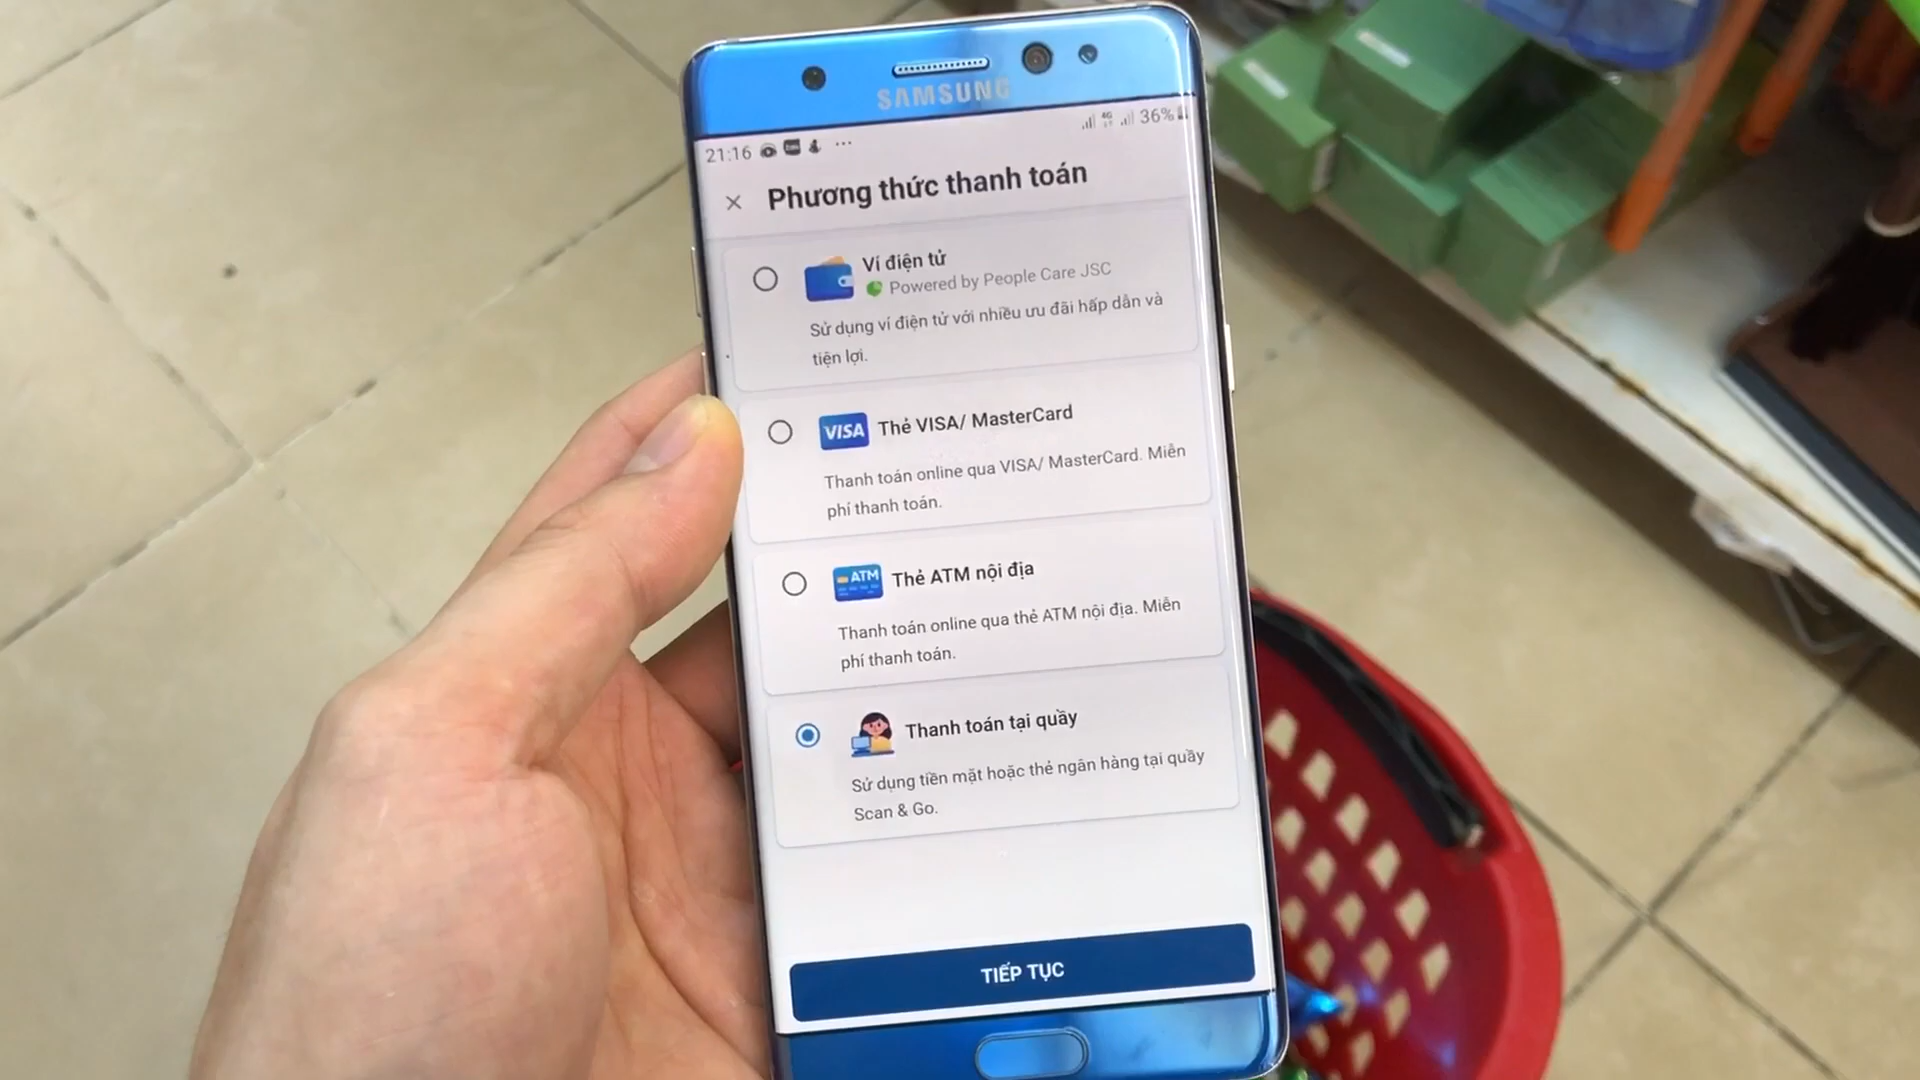 SAMSUNG
21:16 ... 4G 36%
Phương thức thanh toán
Ví điện tử
Powered by People Care JSC
Sử dụng ví điện tử với nhiều ưu đãi hấp dẫn và
tiện lợi.
VISA Thẻ VISA/ MasterCard
Thanh toán online qua VISA/ MasterCard. Miễn
phí thanh toán.
ATM Thẻ ATM nội địa
Thanh toán online qua thẻ ATM nội địa. Miễn
phí thanh toán.
Thanh toán tại quầy
Sử dụng tiền mặt hoặc thẻ ngân hàng tại quầy
Scan & Go.
TIẾP TỤC